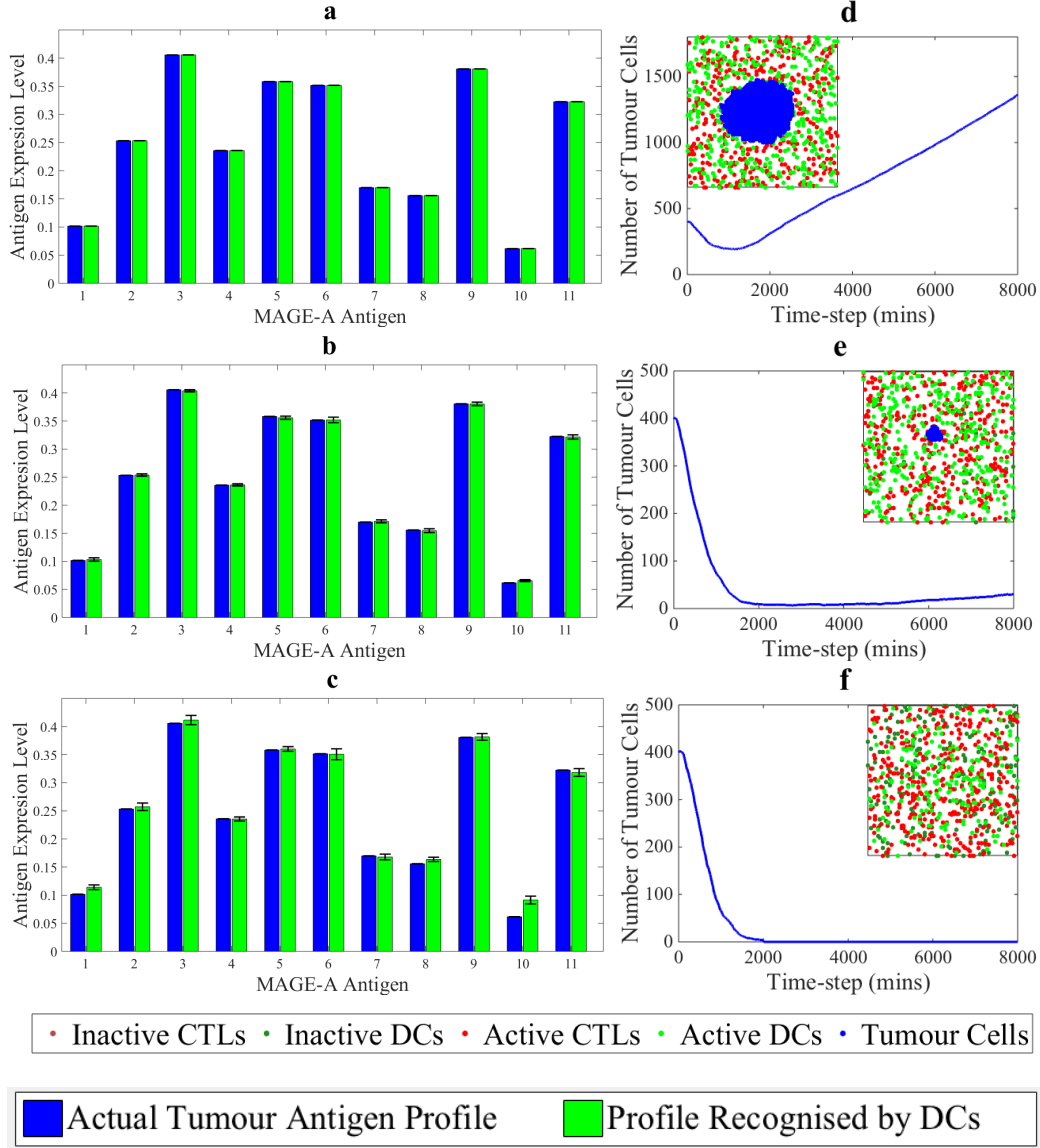 a
Antigen Expresion Level
0.4
0.35
0.3
0.25
0.2
0.15
0.1
0.05
0
1 2 3 4 5 6 7 8 9 10 11
MAGE-A Antigen
d
Number of Tumour Cells
1500
1000
500
0
0 2000 4000 6000 8000
Time-step (mins)
b
Antigen Expression Level
0.4
0.35
0.3
0.25
0.2
0.15
0.1
0.05
0
1 2 3 4 5 6 7 8 9 10 11
MAGE-A Antigen
e
Number of Tumour Cells
500
400
300
200
100
0
0 2000 4000 6000 8000
Time-step (mins)
c
Antigen Expression Level
0.4
0.35
0.3
0.25
0.2
0.15
0.1
0.05
0
1 2 3 4 5 6 7 8 9 10 11
MAGE-A Antigen
f
Number of Tumour Cells
500
400
300
200
100
0
0 2000 4000 6000 8000
Time-step (mins)
Inactive CTLs Inactive DCs Active CTLs Active DCs Tumour Cells
Actual Tumour Antigen Profile Profile Recognised by DCs